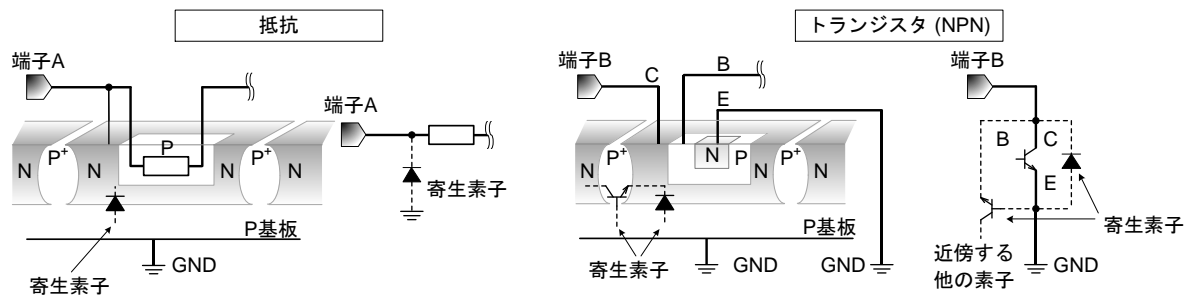 抵抗
トランジスタ (NPN)
端子A
N
P+
N
P
N
P+
N
P基板
寄生素子
GND
端子A
寄生素子
端子B
C
B
E
N
P+
N
N
P
N
P+
N
P基板
寄生素子
GND
GND
端子B
B
C
E
寄生素子
近傍する
他の素子
GND